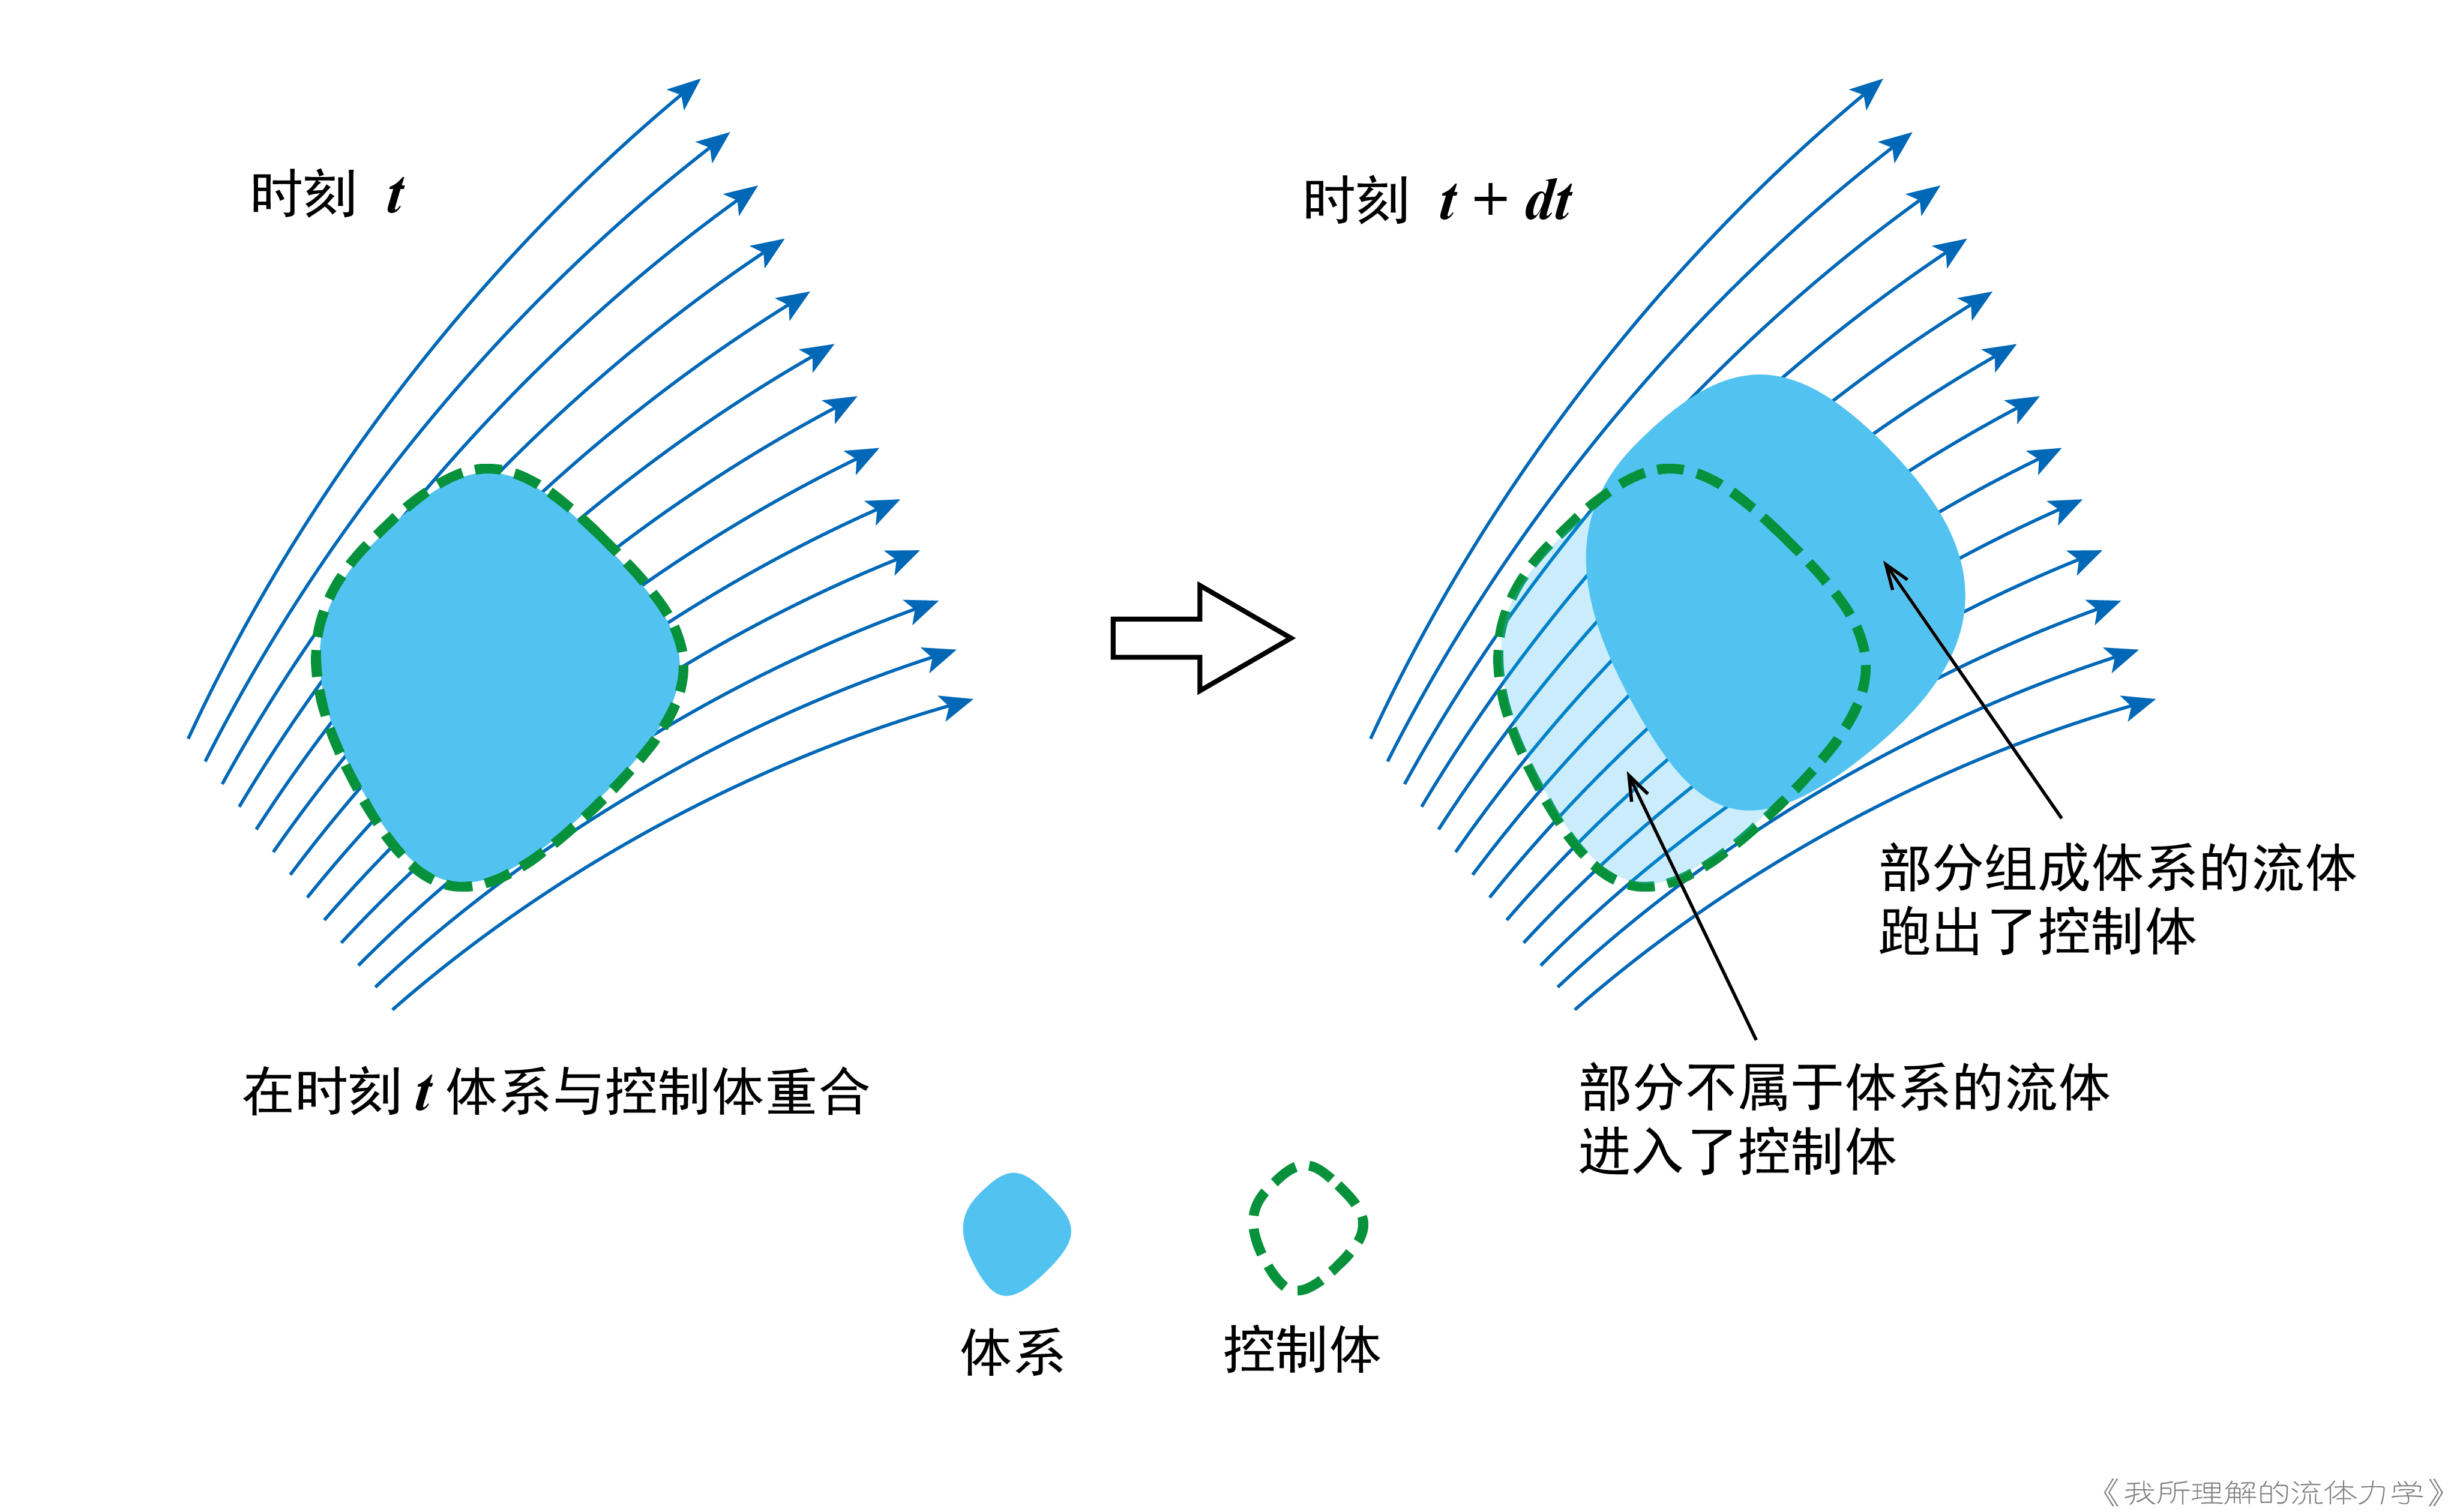 时刻 t
时刻 t + dt
部分组成体系的流体
跑出了控制体
在时刻 t 体系与控制体重合
部分不属于体系的流体
进入了控制体
体系
控制体
《我所理解的流体力学》